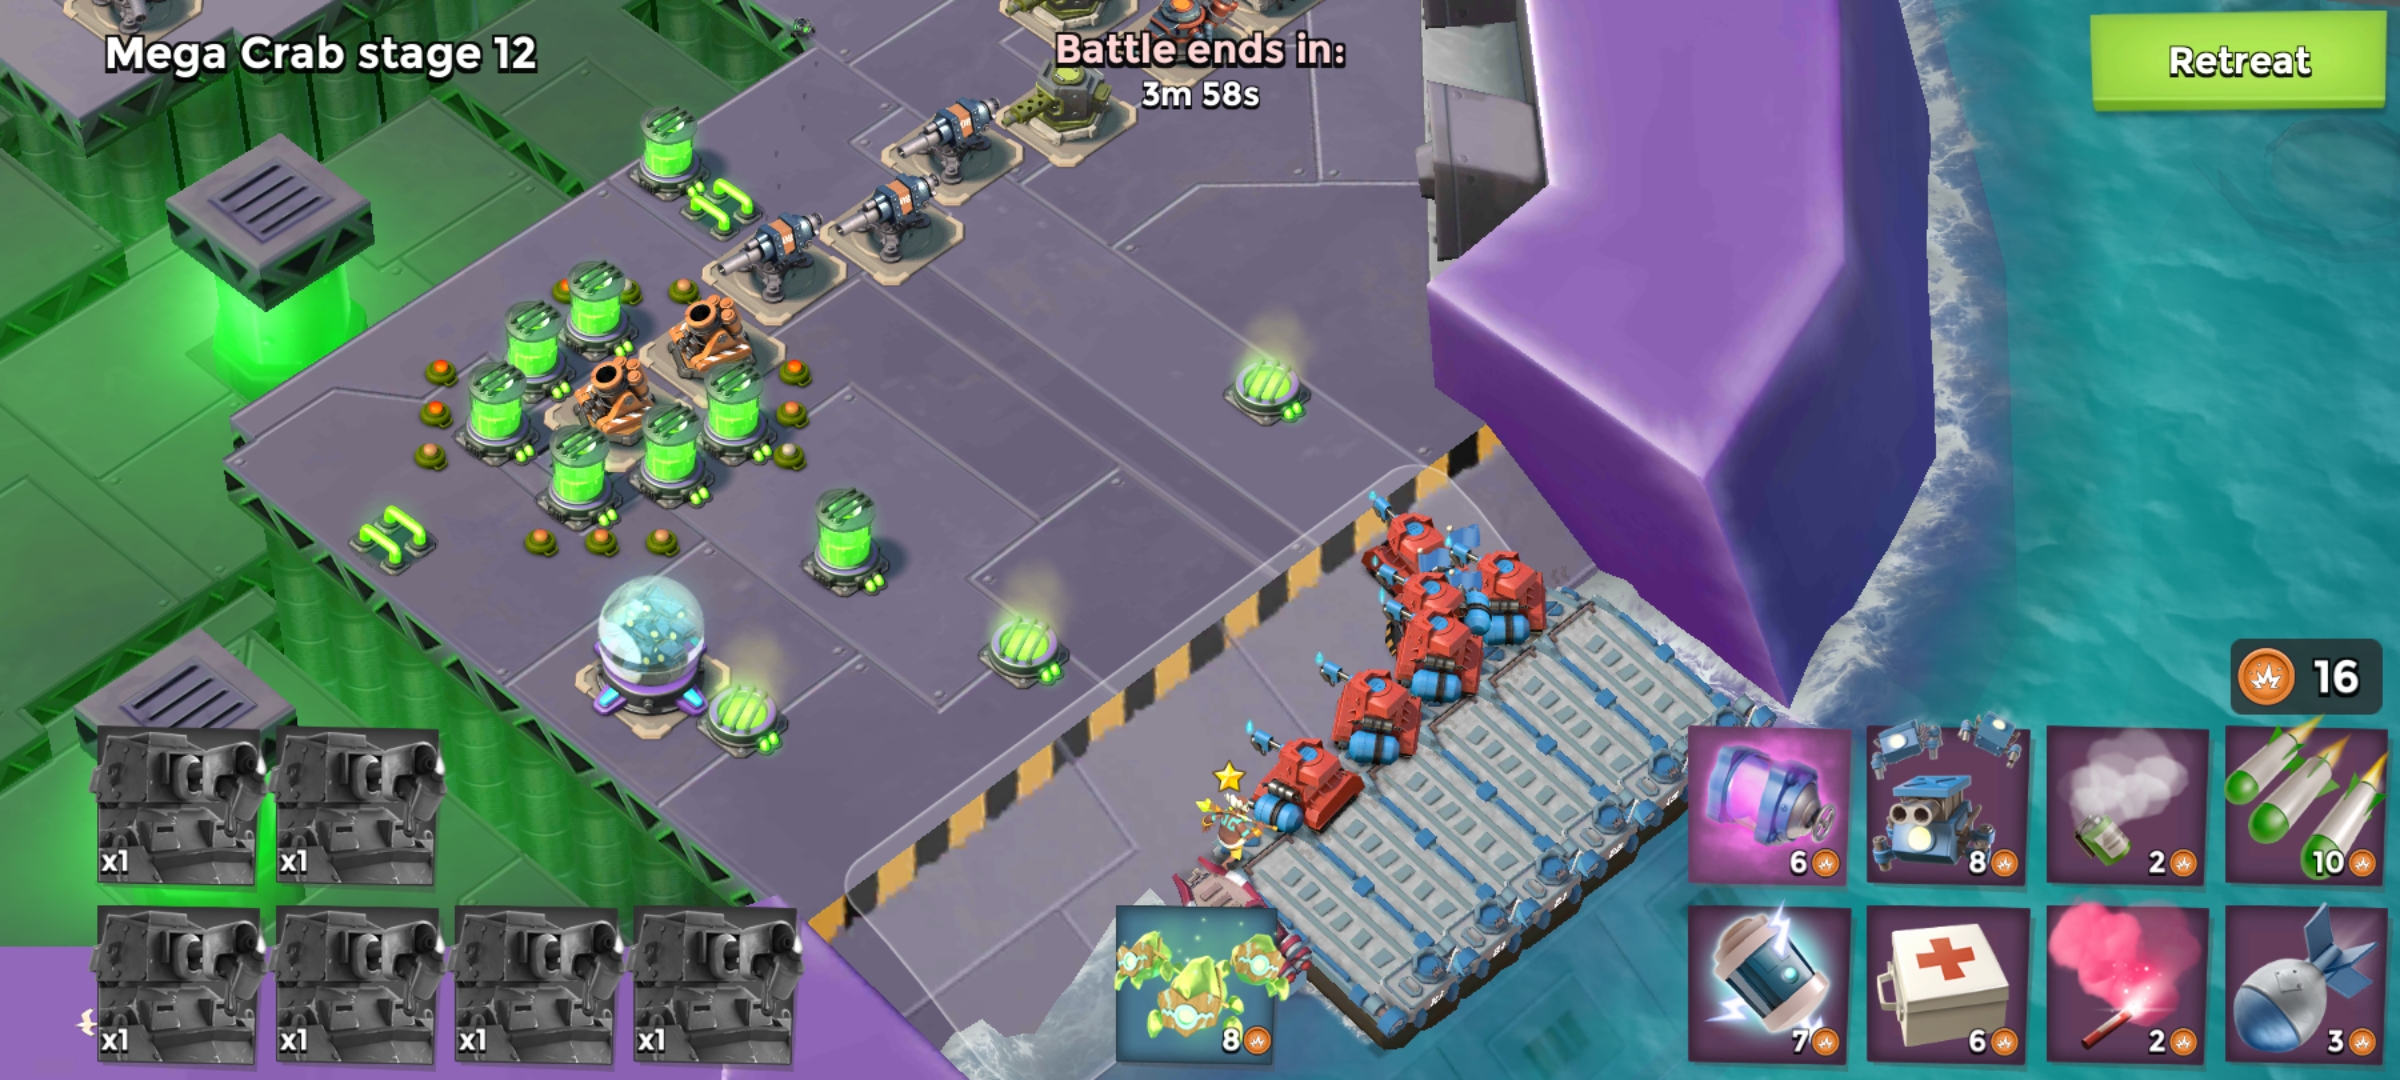 Mega Crab stage 12
Battle ends in:
3m 58s
Retreat
16
x1
x1
6
8
2
10
x1
x1
x1
x1
8
7
6
2
3